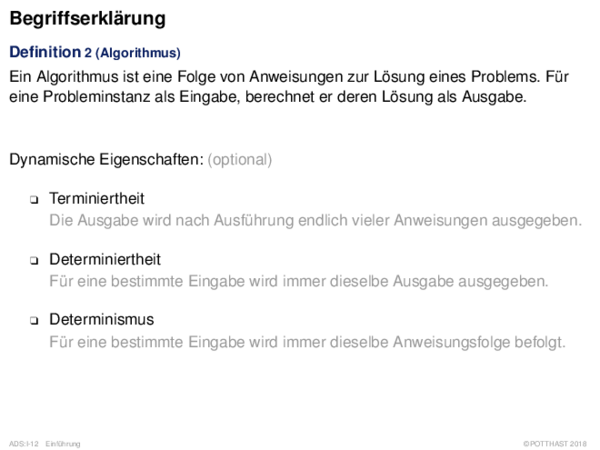 Begriffserklärung
Definition 2 (Algorithmus)
Ein Algorithmus ist eine Folge von Anweisungen zur Lösung eines Problems. Für
eine Probleminstanz als Eingabe, berechnet er deren Lösung als Ausgabe.
Dynamische Eigenschaften: (optional)
❑ Terminiertheit
Die Ausgabe wird nach Ausführung endlich vieler Anweisungen ausgegeben.
❑ Determiniertheit
Für eine bestimmte Eingabe wird immer dieselbe Ausgabe ausgegeben.
❑ Determinismus
Für eine bestimmte Eingabe wird immer dieselbe Anweisungsfolge befolgt.
ADS:I-12 Einführung ©POTTHAST 2018